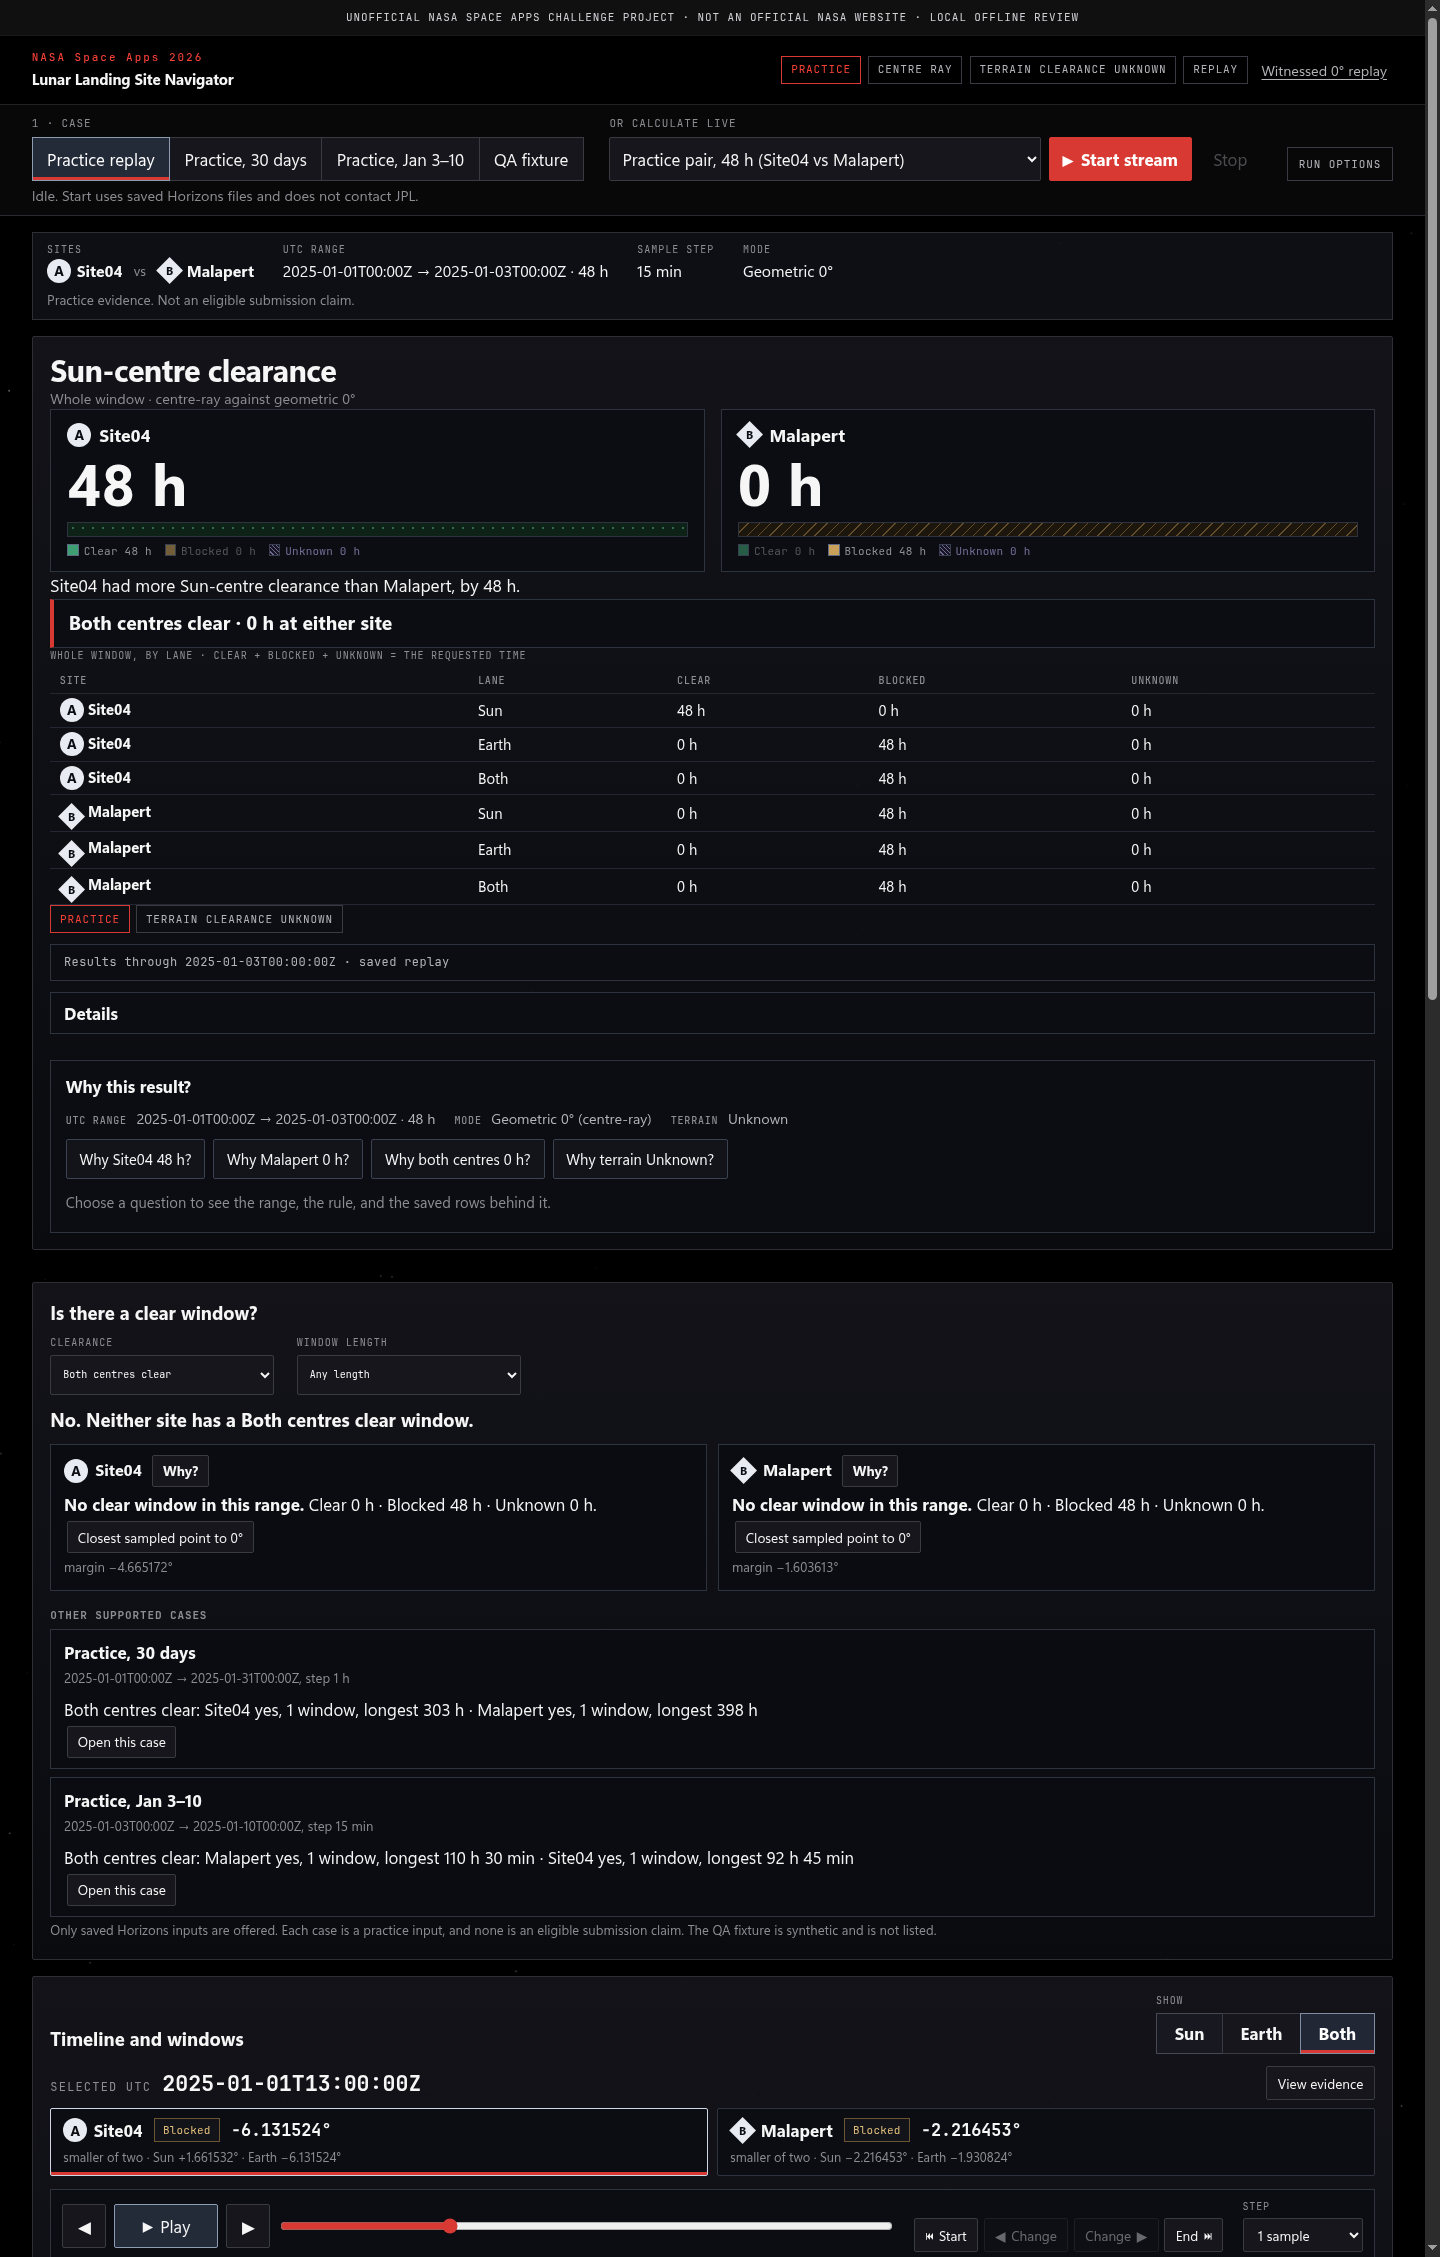 UNOFFICIAL NASA SPACE APPS CHALLENGE PROJECT · NOT AN OFFICIAL NASA WEBSITE · LOCAL OFFLINE REVIEW
NASA Space Apps 2026
Lunar Landing Site Navigator
PRACTICE CENTRE RAY TERRAIN CLEARANCE UNKNOWN REPLAY Witnessed 0° replay
1 · CASE
Practice replay Practice, 30 days Practice, Jan 3–10 QA fixture
OR CALCULATE LIVE
Practice pair, 48 h (Site04 vs Malapert) ▶ Start stream Stop RUN OPTIONS
Idle. Start uses saved Horizons files and does not contact JPL.
SITES UTC RANGE SAMPLE STEP MODE
A Site04 vs B Malapert 2025-01-01T00:00Z → 2025-01-03T00:00Z · 48 h 15 min Geometric 0°
Practice evidence. Not an eligible submission claim.
Sun-centre clearance
Whole window · centre-ray against geometric 0°
A Site04
48 h
Clear 48 h Blocked 0 h Unknown 0 h
B Malapert
0 h
Clear 0 h Blocked 48 h Unknown 0 h
Site04 had more Sun-centre clearance than Malapert, by 48 h.
Both centres clear · 0 h at either site
WHOLE WINDOW, BY LANE · CLEAR + BLOCKED + UNKNOWN = THE REQUESTED TIME
SITE LANE CLEAR BLOCKED UNKNOWN
A Site04 Sun 48 h 0 h 0 h
A Site04 Earth 0 h 48 h 0 h
A Site04 Both 0 h 48 h 0 h
B Malapert Sun 0 h 48 h 0 h
B Malapert Earth 0 h 48 h 0 h
B Malapert Both 0 h 48 h 0 h
PRACTICE TERRAIN CLEARANCE UNKNOWN
Results through 2025-01-03T00:00:00Z · saved replay
Details
Why this result?
UTC RANGE 2025-01-01T00:00Z → 2025-01-03T00:00Z · 48 h MODE Geometric 0° (centre-ray) TERRAIN Unknown
Why Site04 48 h? Why Malapert 0 h? Why both centres 0 h? Why terrain Unknown?
Choose a question to see the range, the rule, and the saved rows behind it.
Is there a clear window?
CLEARANCE WINDOW LENGTH
Both centres clear Any length
No. Neither site has a Both centres clear window.
A Site04 Why?
No clear window in this range. Clear 0 h · Blocked 48 h · Unknown 0 h.
Closest sampled point to 0°
margin −4.665172°
B Malapert Why?
No clear window in this range. Clear 0 h · Blocked 48 h · Unknown 0 h.
Closest sampled point to 0°
margin −1.603613°
OTHER SUPPORTED CASES
Practice, 30 days
2025-01-01T00:00Z → 2025-01-31T00:00Z, step 1 h
Both centres clear: Site04 yes, 1 window, longest 303 h · Malapert yes, 1 window, longest 398 h
Open this case
Practice, Jan 3–10
2025-01-03T00:00Z → 2025-01-10T00:00Z, step 15 min
Both centres clear: Malapert yes, 1 window, longest 110 h 30 min · Site04 yes, 1 window, longest 92 h 45 min
Open this case
Only saved Horizons inputs are offered. Each case is a practice input, and none is an eligible submission claim. The QA fixture is synthetic and is not listed.
SHOW
Timeline and windows Sun Earth Both
SELECTED UTC 2025-01-01T13:00:00Z View evidence
A Site04 Blocked -6.131524°
smaller of two · Sun +1.661532° · Earth −6.131524°
B Malapert Blocked -2.216453°
smaller of two · Sun −2.216453° · Earth −1.930824°
STEP
◀ ▶ Play ▶ ⏮ Start ◀ Change Change ▶ End ⏭ 1 sample